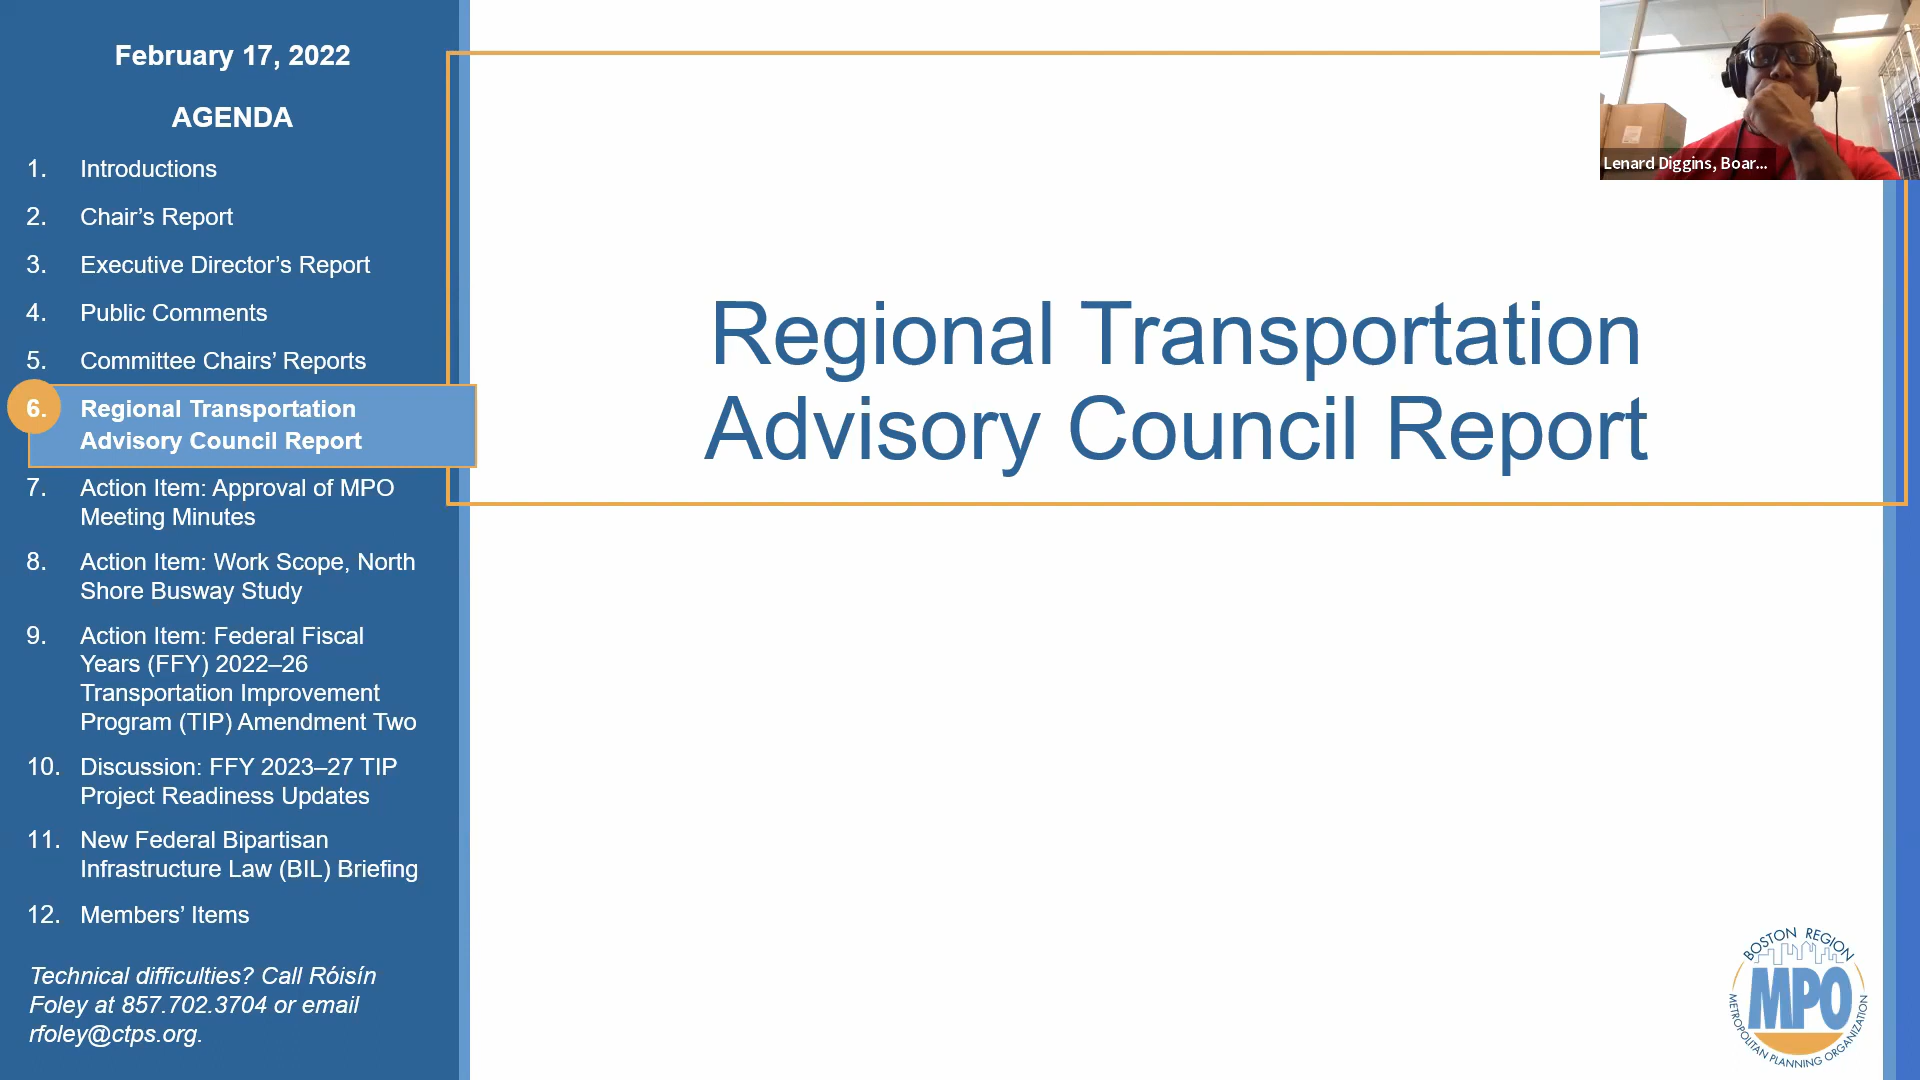 February 17, 2022
AGENDA
1. Introductions
2. Chair’s Report
3. Executive Director’s Report
4. Public Comments
5. Committee Chairs’ Reports
6. Regional Transportation
Advisory Council Report
7. Action Item: Approval of MPO
Meeting Minutes
8. Action Item: Work Scope, North
Shore Busway Study
9. Action Item: Federal Fiscal
Years (FFY) 2022–26
Transportation Improvement
Program (TIP) Amendment Two
10. Discussion: FFY 2023–27 TIP
Project Readiness Updates
11. New Federal Bipartisan
Infrastructure Law (BIL) Briefing
12. Members’ Items
Technical difficulties? Call Róisín
Foley at 857.702.3704 or email
rfoley@ctps.org.
Regional Transportation
Advisory Council Report
Lenard Diggins, Boar...
BOSTON REGION
MPO
METROPOLITAN PLANNING ORGANIZATION